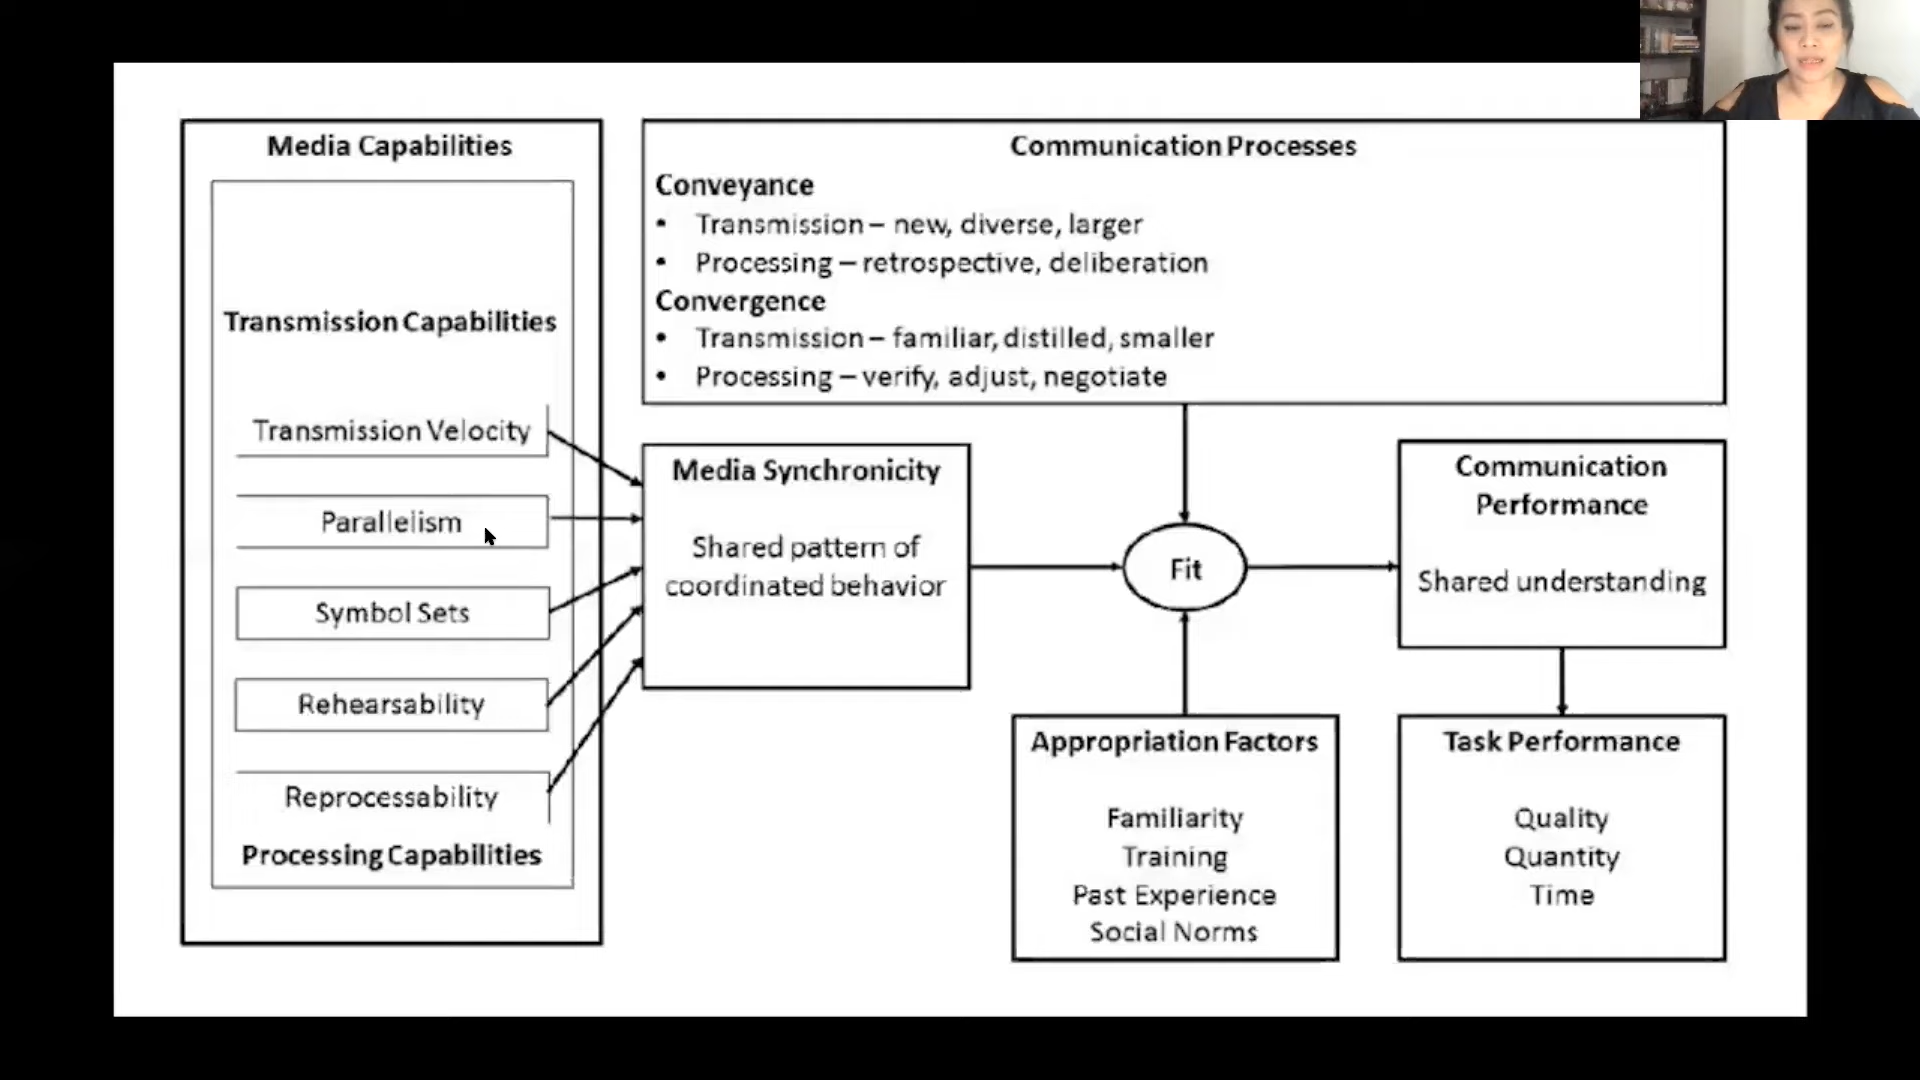 Media Capabilities
Transmission Capabilities
Transmission Velocity
Parallelism
Symbol Sets
Rehearsability
Reprocessability
Processing Capabilities
Communication Processes
Conveyance
• Transmission – new, diverse, larger
• Processing – retrospective, deliberation
Convergence
• Transmission – familiar, distilled, smaller
• Processing – verify, adjust, negotiate
Media Synchronicity
Shared pattern of
coordinated behavior
Fit
Communication
Performance
Shared understanding
Appropriation Factors
Familiarity
Training
Past Experience
Social Norms
Task Performance
Quality
Quantity
Time